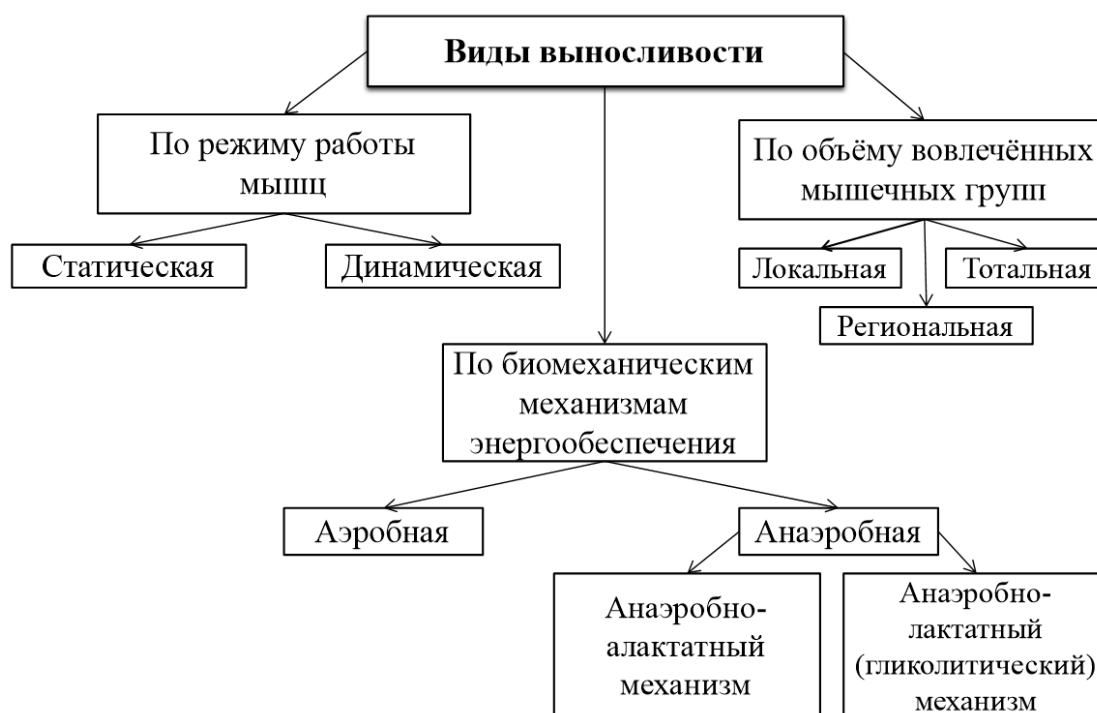 Виды выносливости
По режиму работы
мышц
По объёму вовлечённых
мышечных групп
Статическая
Динамическая
Локальная
Тотальная
Региональная
По биомеханическим
механизмам
энергообеспечения
Аэробная
Анаэробная
Анаэробно-
алактатный
механизм
Анаэробно-
лактатный
(гликолитический)
механизм